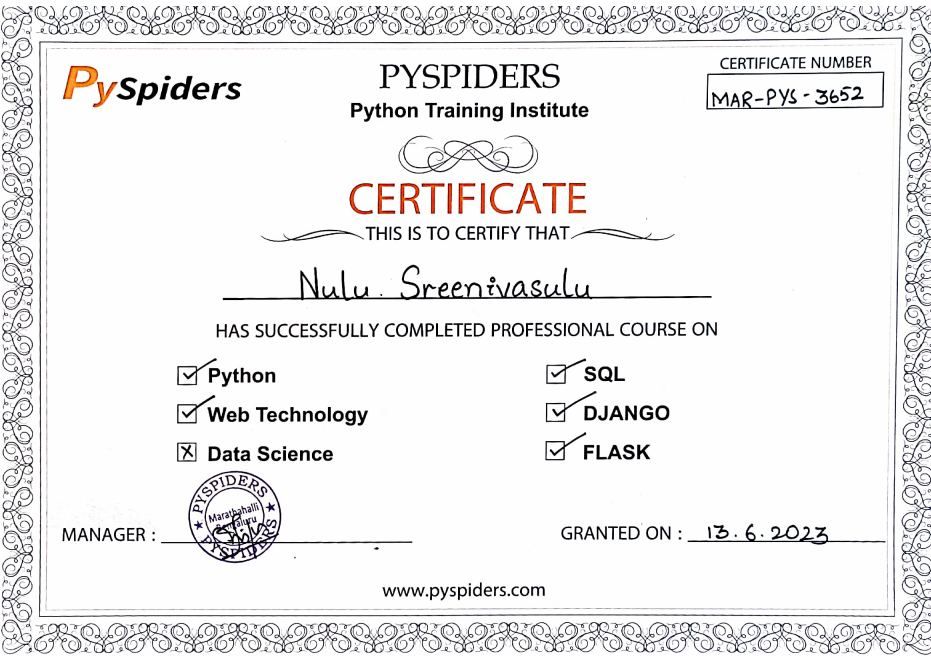 PySpiders
PYSPIDERS
Python Training Institute
CERTIFICATE NUMBER
MAR-PYS-3652
CERTIFICATE
THIS IS TO CERTIFY THAT
Nulu. Sreenivasulu
HAS SUCCESSFULLY COMPLETED PROFESSIONAL COURSE ON
Python
SQL
Web Technology
DJANGO
Data Science
FLASK
PYSPIDERS
Marathahalli
Bengaluru
PYSPIDERS
MANAGER :
GRANTED ON : 13.6.2023
www.pyspiders.com